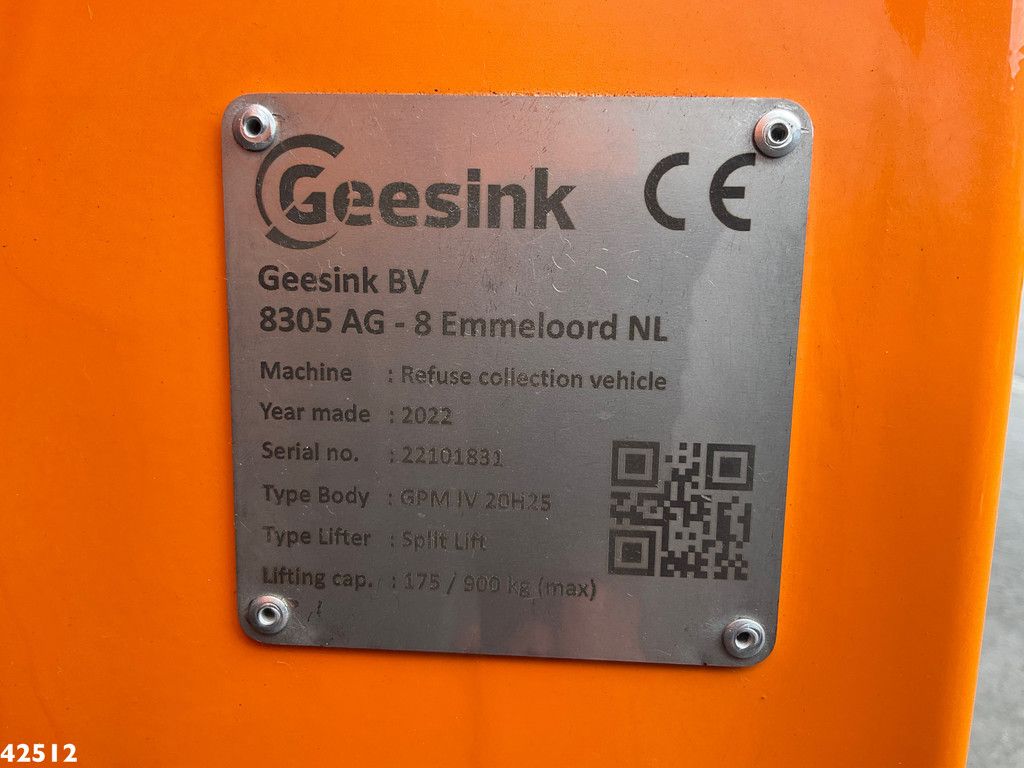 Geesink CE
Geesink BV
8305 AG - 8 Emmeloord NL
Machine : Refuse collection vehicle
Year made : 2022
Serial no. : 22101831
Type Body : GPM IV 20H25
Type Lifter : Split Lift
Lifting cap. : 175 / 900 kg (max)
42512